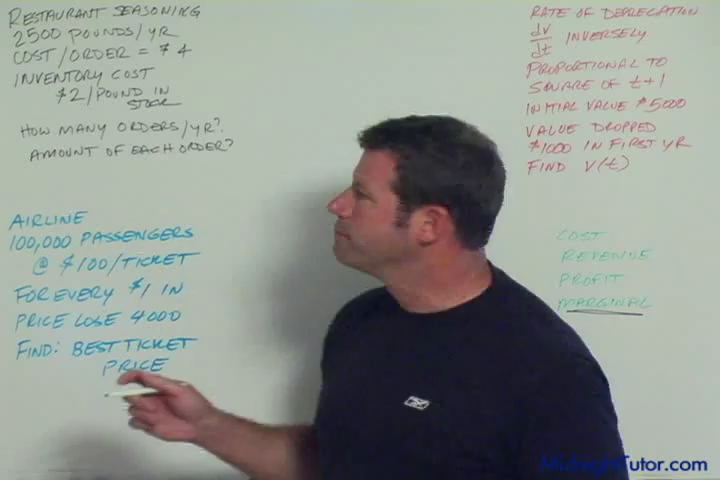 RESTAURANT SEASONING
2500 POUNDS/YR
COST/ORDER = $4
INVENTORY COST
$2/POUND IN
STOCK
HOW MANY ORDERS/YR?
AMOUNT OF EACH ORDER?
AIRLINE
100,000 PASSENGERS
@ $100/TICKET
FOR EVERY $1 IN
PRICE LOSE 4000
FIND: BEST TICKET
PRICE
RATE OF DEPRECATION
dV/dt INVERSELY
PROPORTIONAL TO
SQUARE OF t+1
INITIAL VALUE $5000
VALUE DROPPED
$1000 IN FIRST YR
FIND V(t)
COST
REVENUE
PROFIT
MARGINAL
MidnightTutor.com